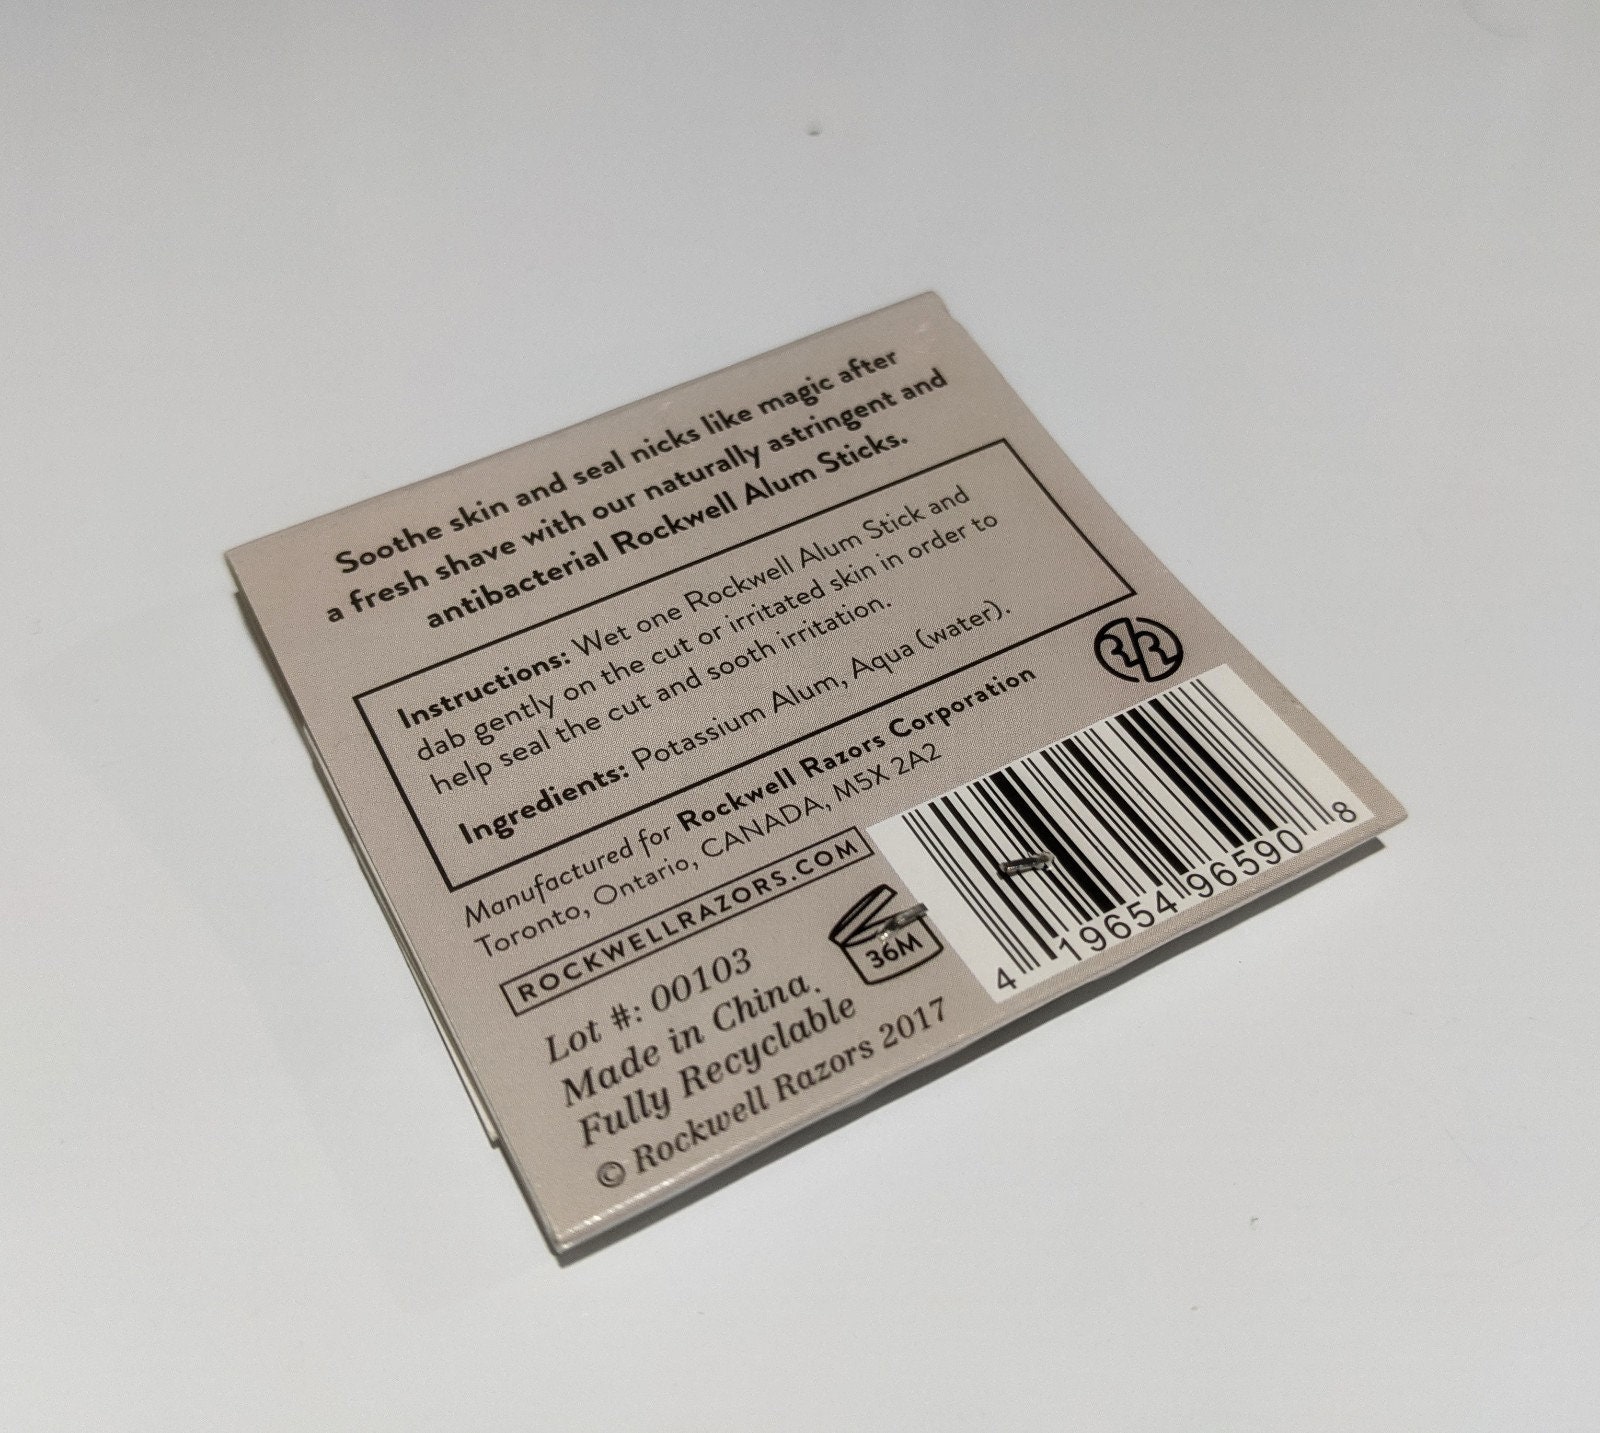 Soothe skin and seal nicks like magic after
a fresh shave with our naturally astringent and
antibacterial Rockwell Alum Sticks.
Instructions: Wet one Rockwell Alum Stick and
dab gently on the cut or irritated skin in order to
help seal the cut and sooth irritation.
Ingredients: Potassium Alum, Aqua (water).
Manufactured for Rockwell Razors Corporation
Toronto, Ontario, CANADA, M5X 2A2
ROCKWELLRAZORS.COM
Lot #: 00103
Made in China.
Fully Recyclable
© Rockwell Razors 2017
36M
RR
4 19654 96590 8